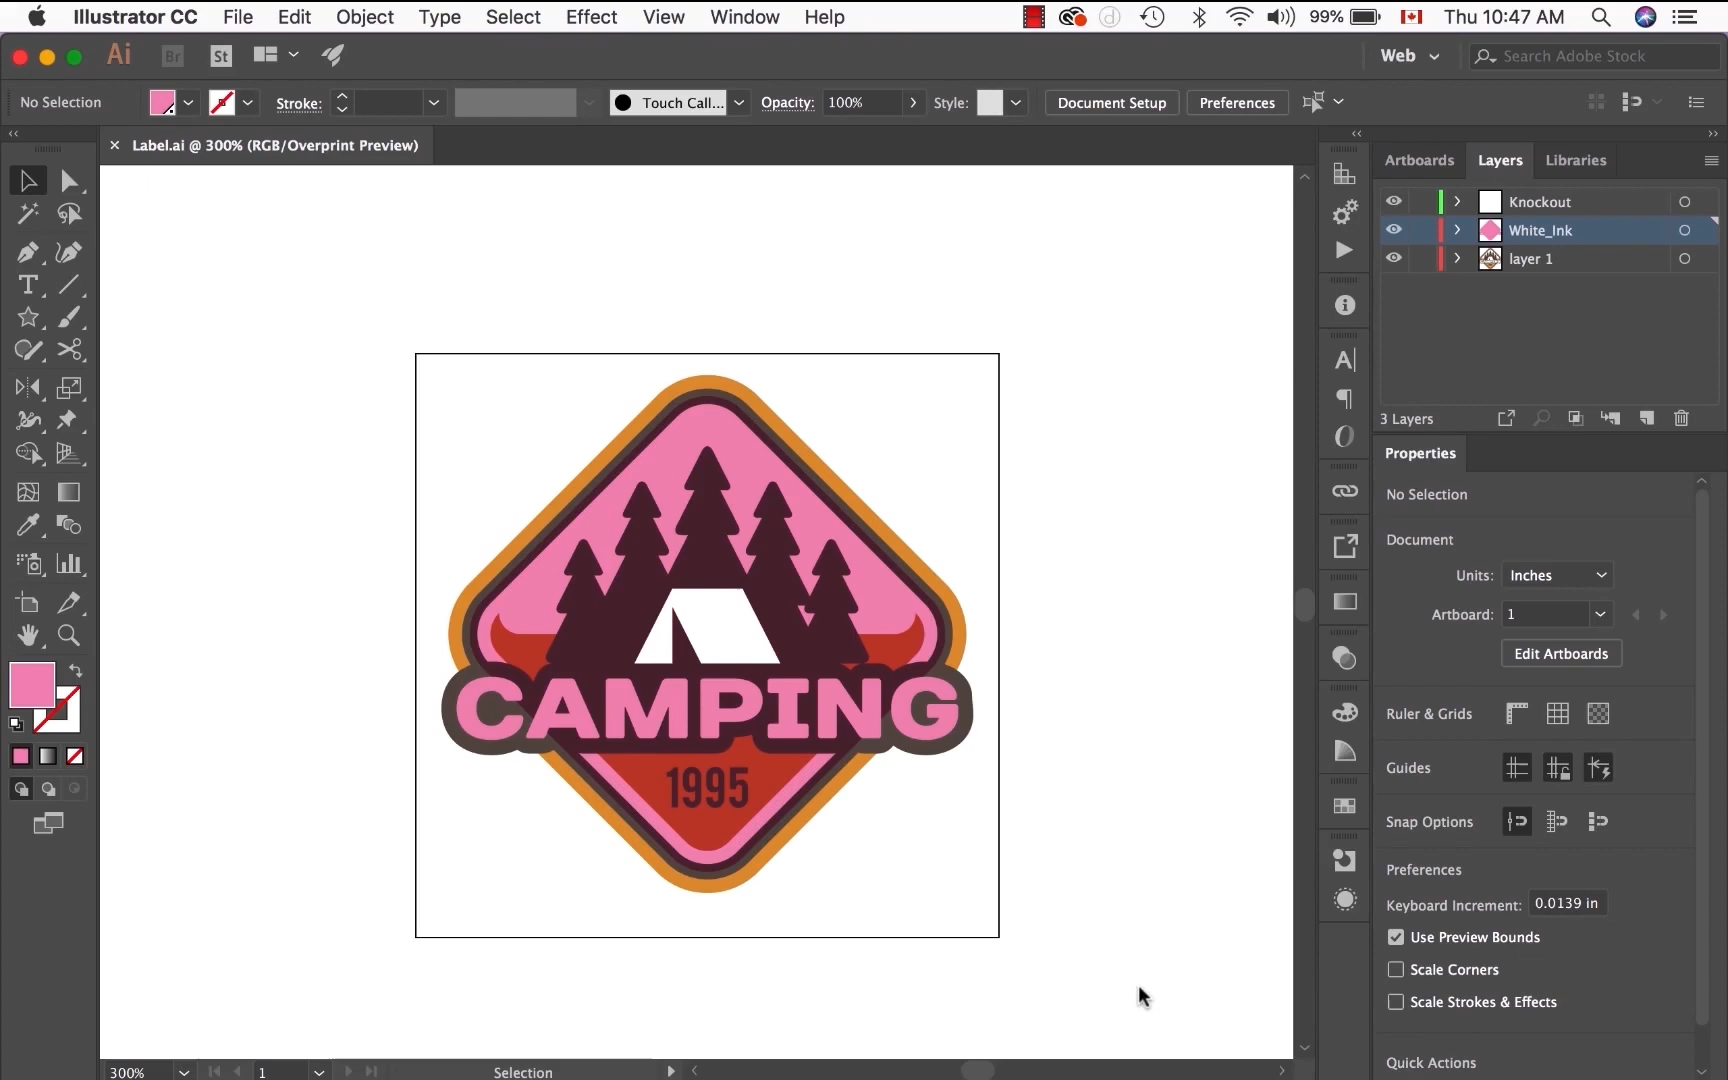 Illustrator CC File Edit Object Type Select Effect View Window Help 99% Thu 10:47 AM
Ai Br St Web Search Adobe Stock
No Selection Stroke: Touch Call... Opacity: 100% Style: Document Setup Preferences
Label.ai @ 300% (RGB/Overprint Preview)
Artboards Layers Libraries
Knockout
White_Ink
layer 1
3 Layers
Properties
No Selection
Document
Units: Inches
Artboard: 1
Edit Artboards
CAMPING
1995
Ruler & Grids
Guides
Snap Options
Preferences
Keyboard Increment: 0.0139 in
Use Preview Bounds
Scale Corners
Scale Strokes & Effects
Quick Actions
300% 1 Selection